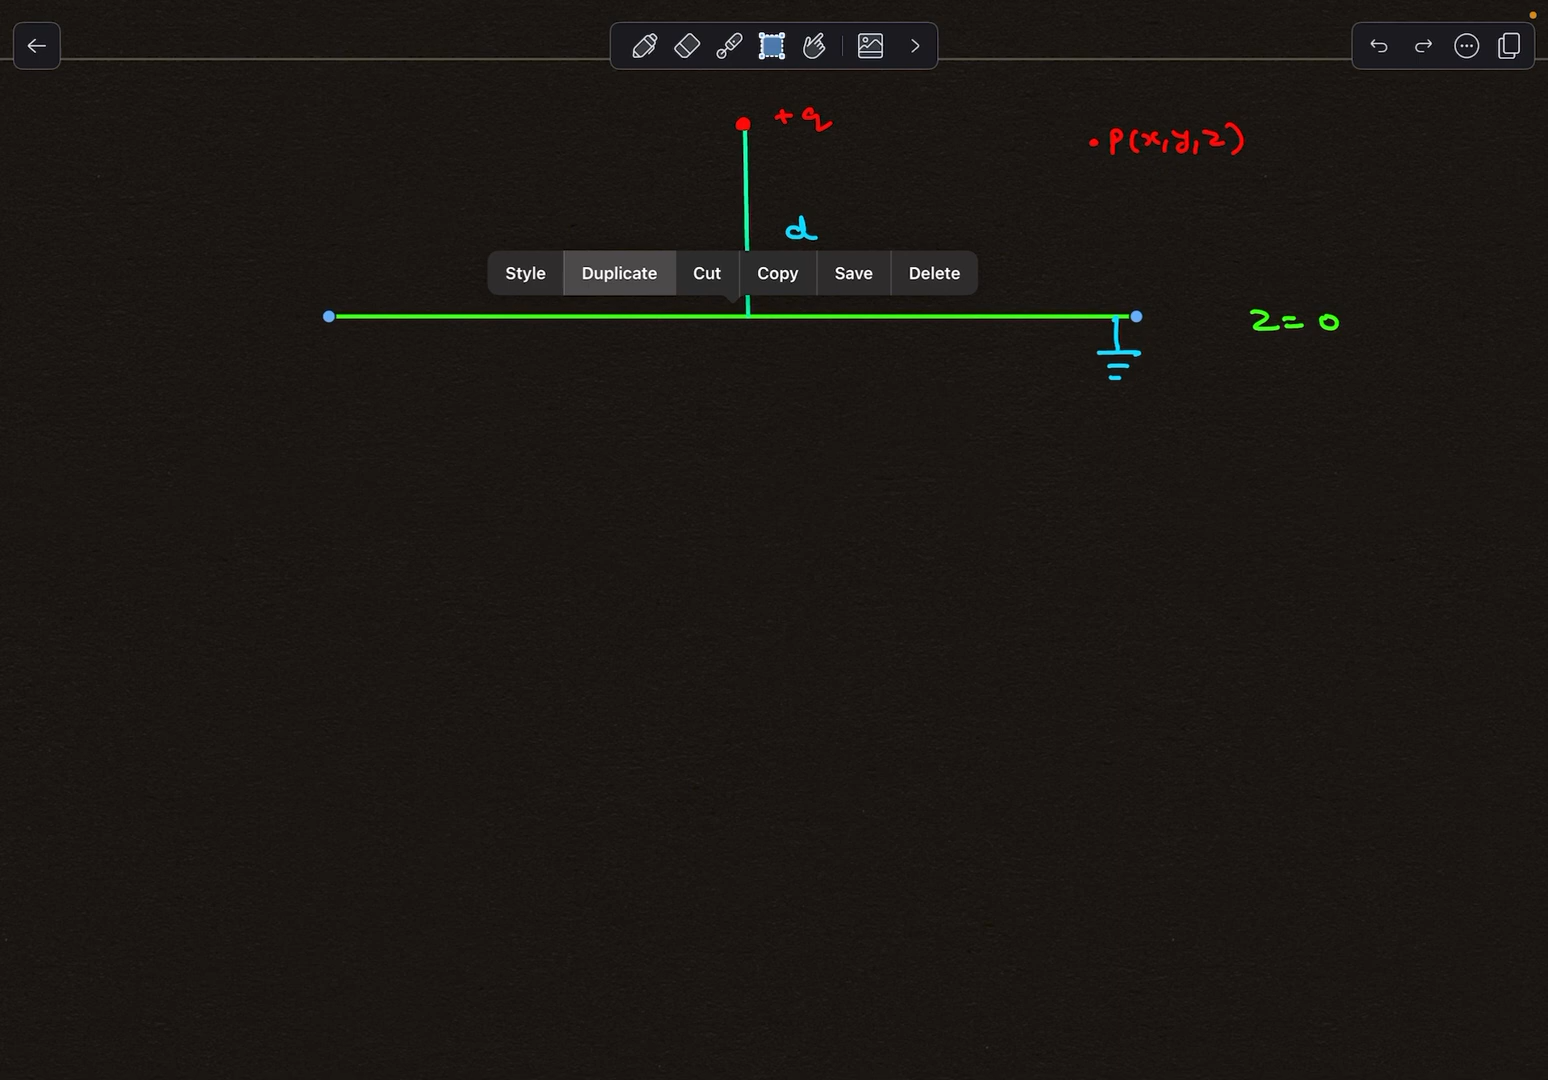 +q
• P(x,y,z)
d
Style Duplicate Cut Copy Save Delete
z= 0